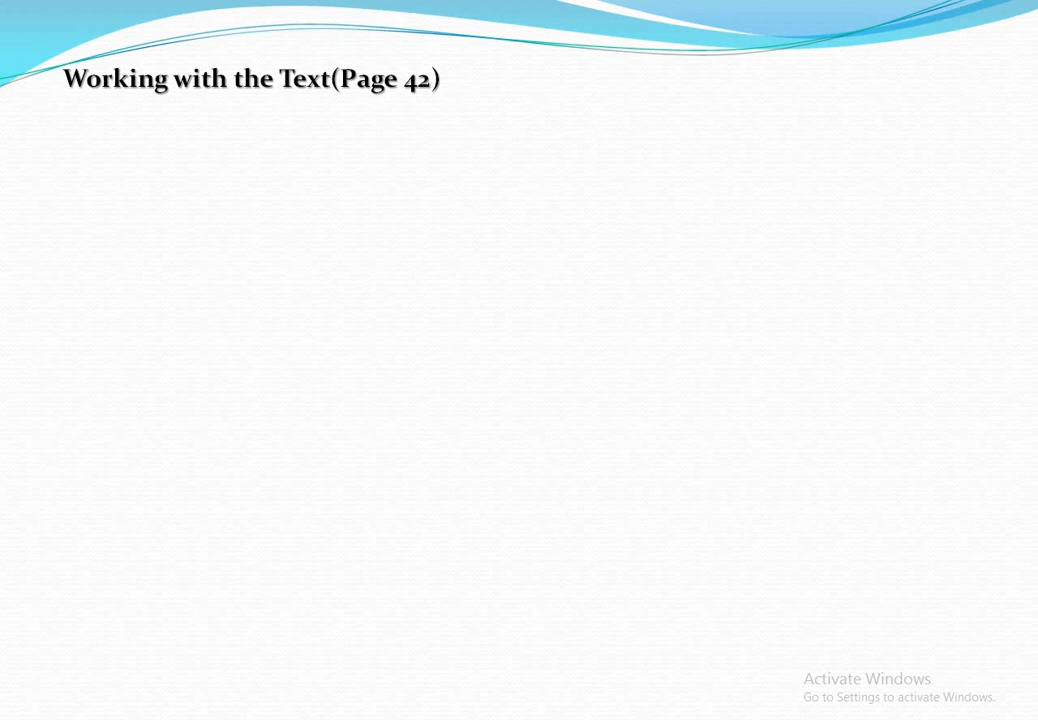 Working with the Text(Page 42)
Activate Windows
Go to Settings to activate Windows.